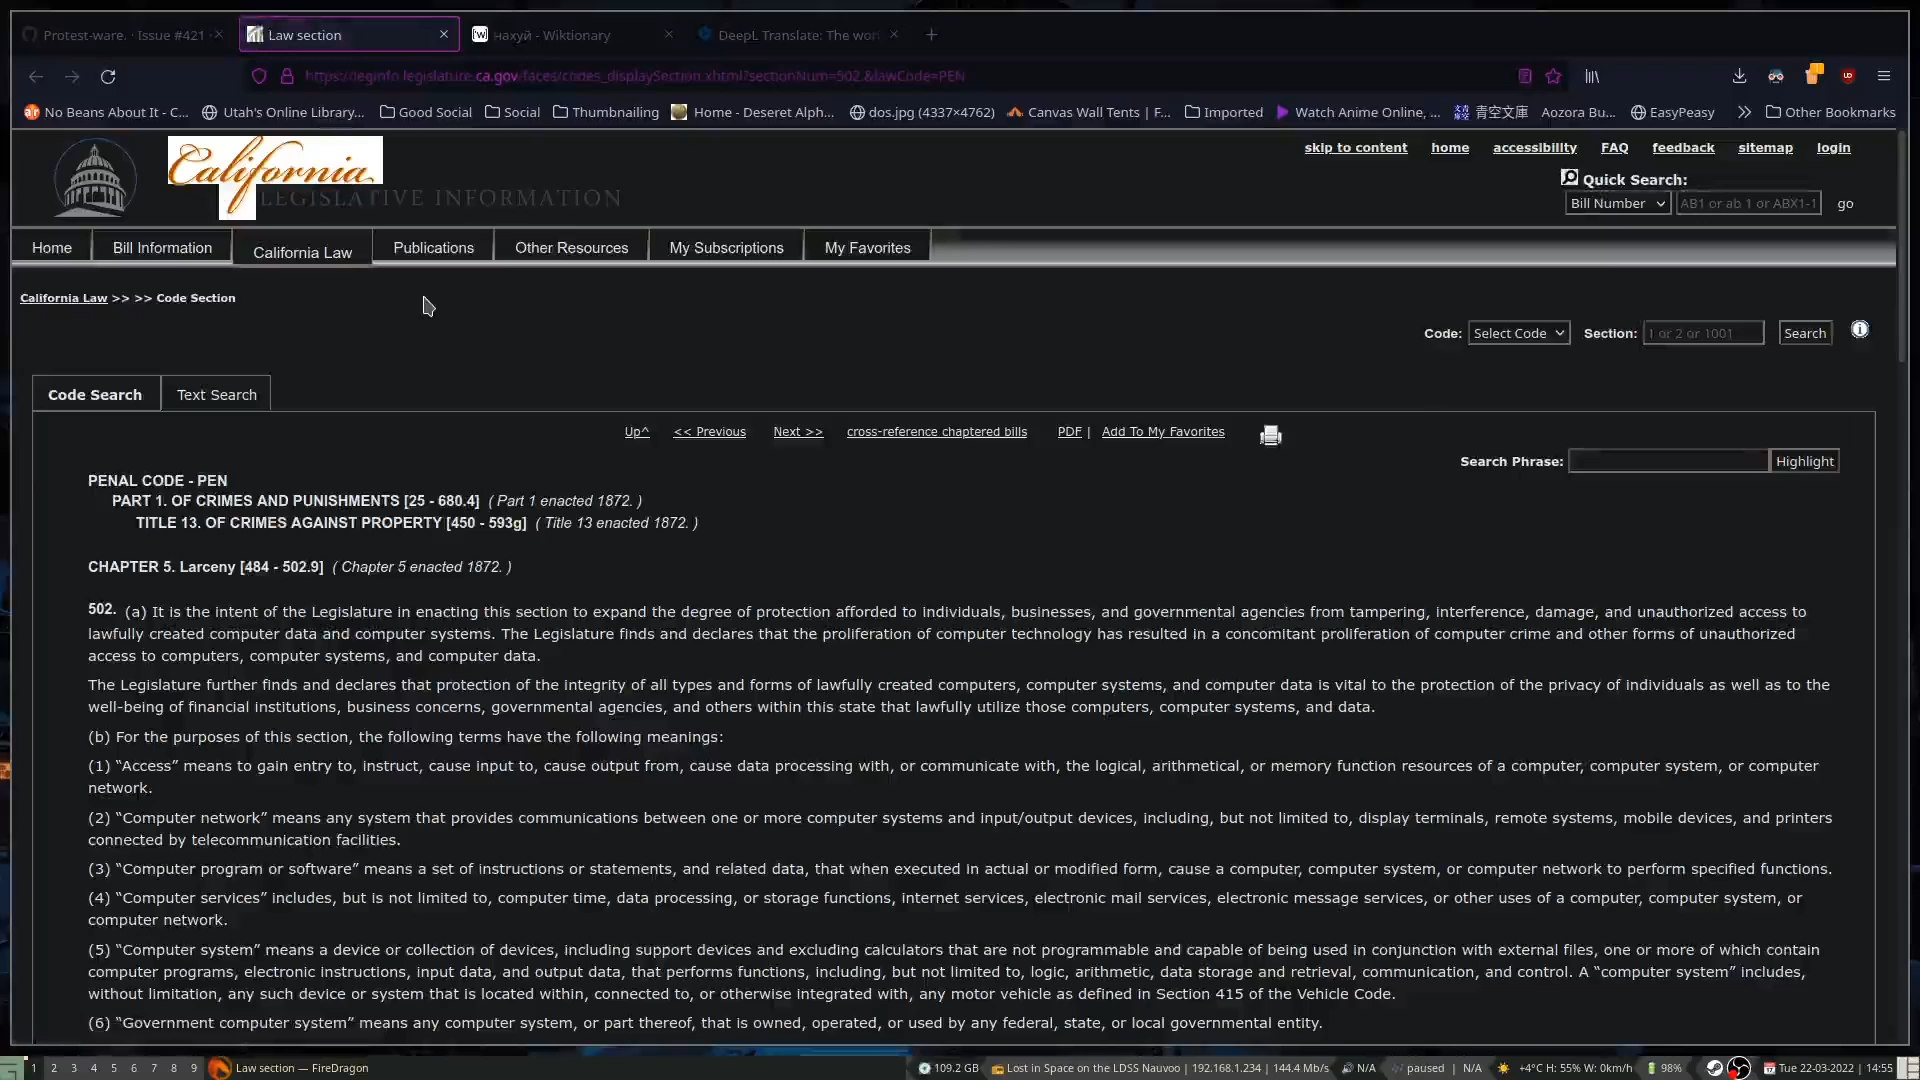 Protest-ware. · Issue #421 ·
Law section
нахуй - Wiktionary
DeepL Translate: The wor
https://leginfo.legislature.ca.gov/faces/codes_displaySection.xhtml?sectionNum=502.&lawCode=PEN
No Beans About It - C... Utah's Online Library... Good Social Social Thumbnailing Home - Deseret Alph... dos.jpg (4337×4762) Canvas Wall Tents | F... Imported Watch Anime Online, ... 青空文庫 Aozora Bu... EasyPeasy Other Bookmarks
California
LEGISLATIVE INFORMATION
skip to content home accessibility FAQ feedback sitemap login
Quick Search:
Bill Number AB1 or ab 1 or ABX1-1 go
Home Bill Information California Law Publications Other Resources My Subscriptions My Favorites
California Law >> >> Code Section
Code: Select Code Section: 1 or 2 or 1001 Search
Code Search Text Search
Up^ << Previous Next >> cross-reference chaptered bills PDF | Add To My Favorites
Search Phrase: Highlight
PENAL CODE - PEN
PART 1. OF CRIMES AND PUNISHMENTS [25 - 680.4] ( Part 1 enacted 1872. )
TITLE 13. OF CRIMES AGAINST PROPERTY [450 - 593g] ( Title 13 enacted 1872. )
CHAPTER 5. Larceny [484 - 502.9] ( Chapter 5 enacted 1872. )
502. (a) It is the intent of the Legislature in enacting this section to expand the degree of protection afforded to individuals, businesses, and governmental agencies from tampering, interference, damage, and unauthorized access to
lawfully created computer data and computer systems. The Legislature finds and declares that the proliferation of computer technology has resulted in a concomitant proliferation of computer crime and other forms of unauthorized
access to computers, computer systems, and computer data.
The Legislature further finds and declares that protection of the integrity of all types and forms of lawfully created computers, computer systems, and computer data is vital to the protection of the privacy of individuals as well as to the
well-being of financial institutions, business concerns, governmental agencies, and others within this state that lawfully utilize those computers, computer systems, and data.
(b) For the purposes of this section, the following terms have the following meanings:
(1) “Access” means to gain entry to, instruct, cause input to, cause output from, cause data processing with, or communicate with, the logical, arithmetical, or memory function resources of a computer, computer system, or computer
network.
(2) “Computer network” means any system that provides communications between one or more computer systems and input/output devices, including, but not limited to, display terminals, remote systems, mobile devices, and printers
connected by telecommunication facilities.
(3) “Computer program or software” means a set of instructions or statements, and related data, that when executed in actual or modified form, cause a computer, computer system, or computer network to perform specified functions.
(4) “Computer services” includes, but is not limited to, computer time, data processing, or storage functions, internet services, electronic mail services, electronic message services, or other uses of a computer, computer system, or
computer network.
(5) “Computer system” means a device or collection of devices, including support devices and excluding calculators that are not programmable and capable of being used in conjunction with external files, one or more of which contain
computer programs, electronic instructions, input data, and output data, that performs functions, including, but not limited to, logic, arithmetic, data storage and retrieval, communication, and control. A “computer system” includes,
without limitation, any such device or system that is located within, connected to, or otherwise integrated with, any motor vehicle as defined in Section 415 of the Vehicle Code.
(6) “Government computer system” means any computer system, or part thereof, that is owned, operated, or used by any federal, state, or local governmental entity.
1 2 3 4 5 6 7 8 9 Law section — FireDragon 109.2 GB Lost in Space on the LDSS Nauvoo | 192.168.1.234 | 144.4 Mb/s N/A paused | N/A +4°C H: 55% W: 0km/h 98% Tue 22-03-2022 | 14:55